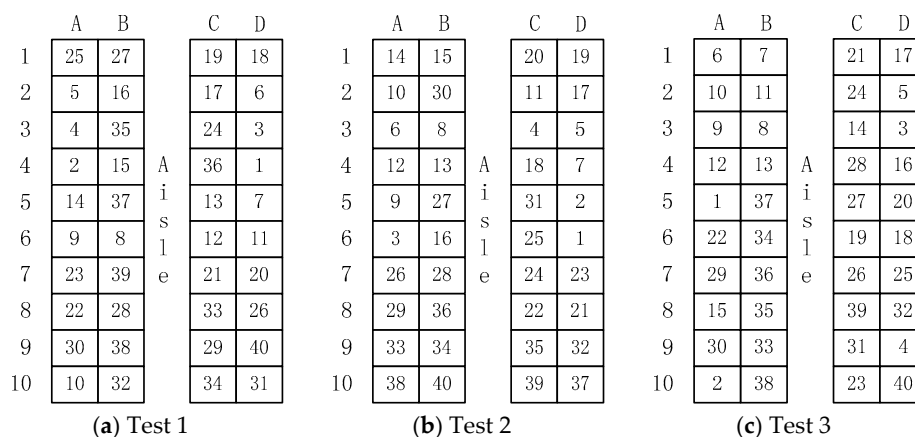 A B C D A B C D A B C D
1 25 27 19 18 1 14 15 20 19 1 6 7 21 17
2 5 16 17 6 2 10 30 11 17 2 10 11 24 5
3 4 35 24 3 3 6 8 4 5 3 9 8 14 3
4 2 15 A 36 1 4 12 13 A 18 7 4 12 13 A 28 16
5 14 37 i 13 7 5 9 27 i 31 2 5 1 37 i 27 20
s s s
6 9 8 l 12 11 6 3 16 l 25 1 6 22 34 l 19 18
7 23 39 e 21 20 7 26 28 e 24 23 7 29 36 e 26 25
8 22 28 33 26 8 29 36 22 21 8 15 35 39 32
9 30 38 29 40 9 33 34 35 32 9 30 33 31 4
10 10 32 34 31 10 38 40 39 37 10 2 38 23 40
(a) Test 1 (b) Test 2 (c) Test 3